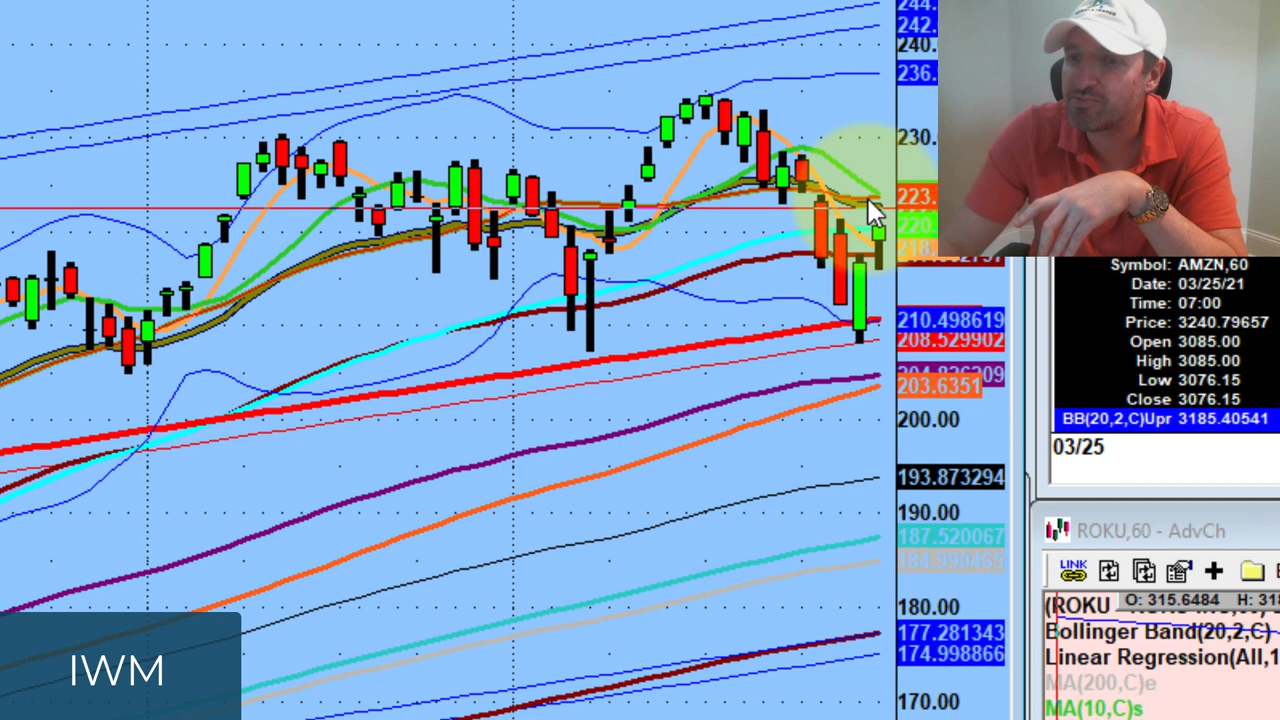 244.
242.
240.
236.
230.
223.
220.
218.
210.498619
208.529902
203.6351
200.00
193.873294
190.00
187.520067
184.990465
180.00
177.281343
174.998866
170.00
Symbol: AMZN,60
Date: 03/25/21
Time: 07:00
Price: 3240.79657
Open 3085.00
High 3085.00
Low 3076.15
Close 3076.15
BB(20,2,C)Upr 3185.40541
03/25
ROKU,60 - AdvCh
LINK
O: 315.6484 H: 318
(ROKU
Bollinger Band(20,2,C)
Linear Regression(All,1
MA(200,C)e
MA(10,C)s
IWM